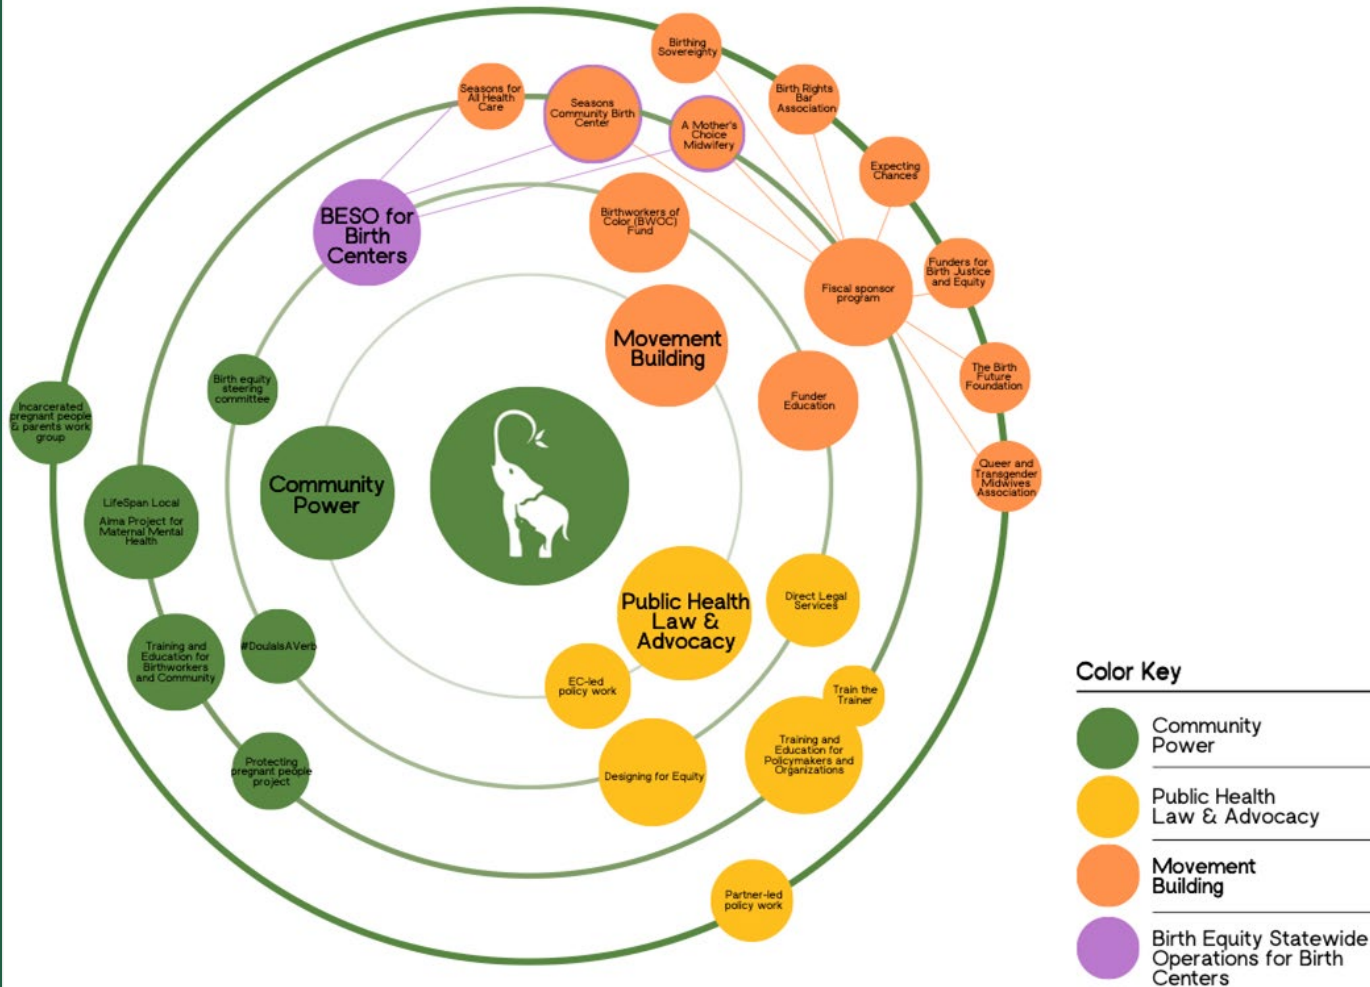 Birthing
Sovereignty
Seasons for
All Health
Care
Seasons
Community Birth
Center
A Mother's
Choice
Midwifery
Birth Rights
Bar
Association
Expecting
Chances
BESO for
Birth
Centers
Birthworkers of
Color (BWOC)
Fund
Fiscal sponsor
program
Funders for
Birth Justice
and Equity
Movement
Building
The Birth
Future
Foundation
Birth equity
steering
committee
Funder
Education
Incarcerated
pregnant people
& parents work
group
Queer and
Transgender
Midwives
Association
Community
Power
LifeSpan Local
Alma Project for
Maternal Mental
Health
Direct Legal
Services
Public Health
Law &
Advocacy
Training and
Education for
Birthworkers
and Community
#DoulaIsAVerb
EC-led
policy work
Train the
Trainer
Training and
Education for
Policymakers and
Organizations
Designing for Equity
Protecting
pregnant people
project
Partner-led
policy work
Color Key
Community
Power
Public Health
Law & Advocacy
Movement
Building
Birth Equity Statewide
Operations for Birth
Centers